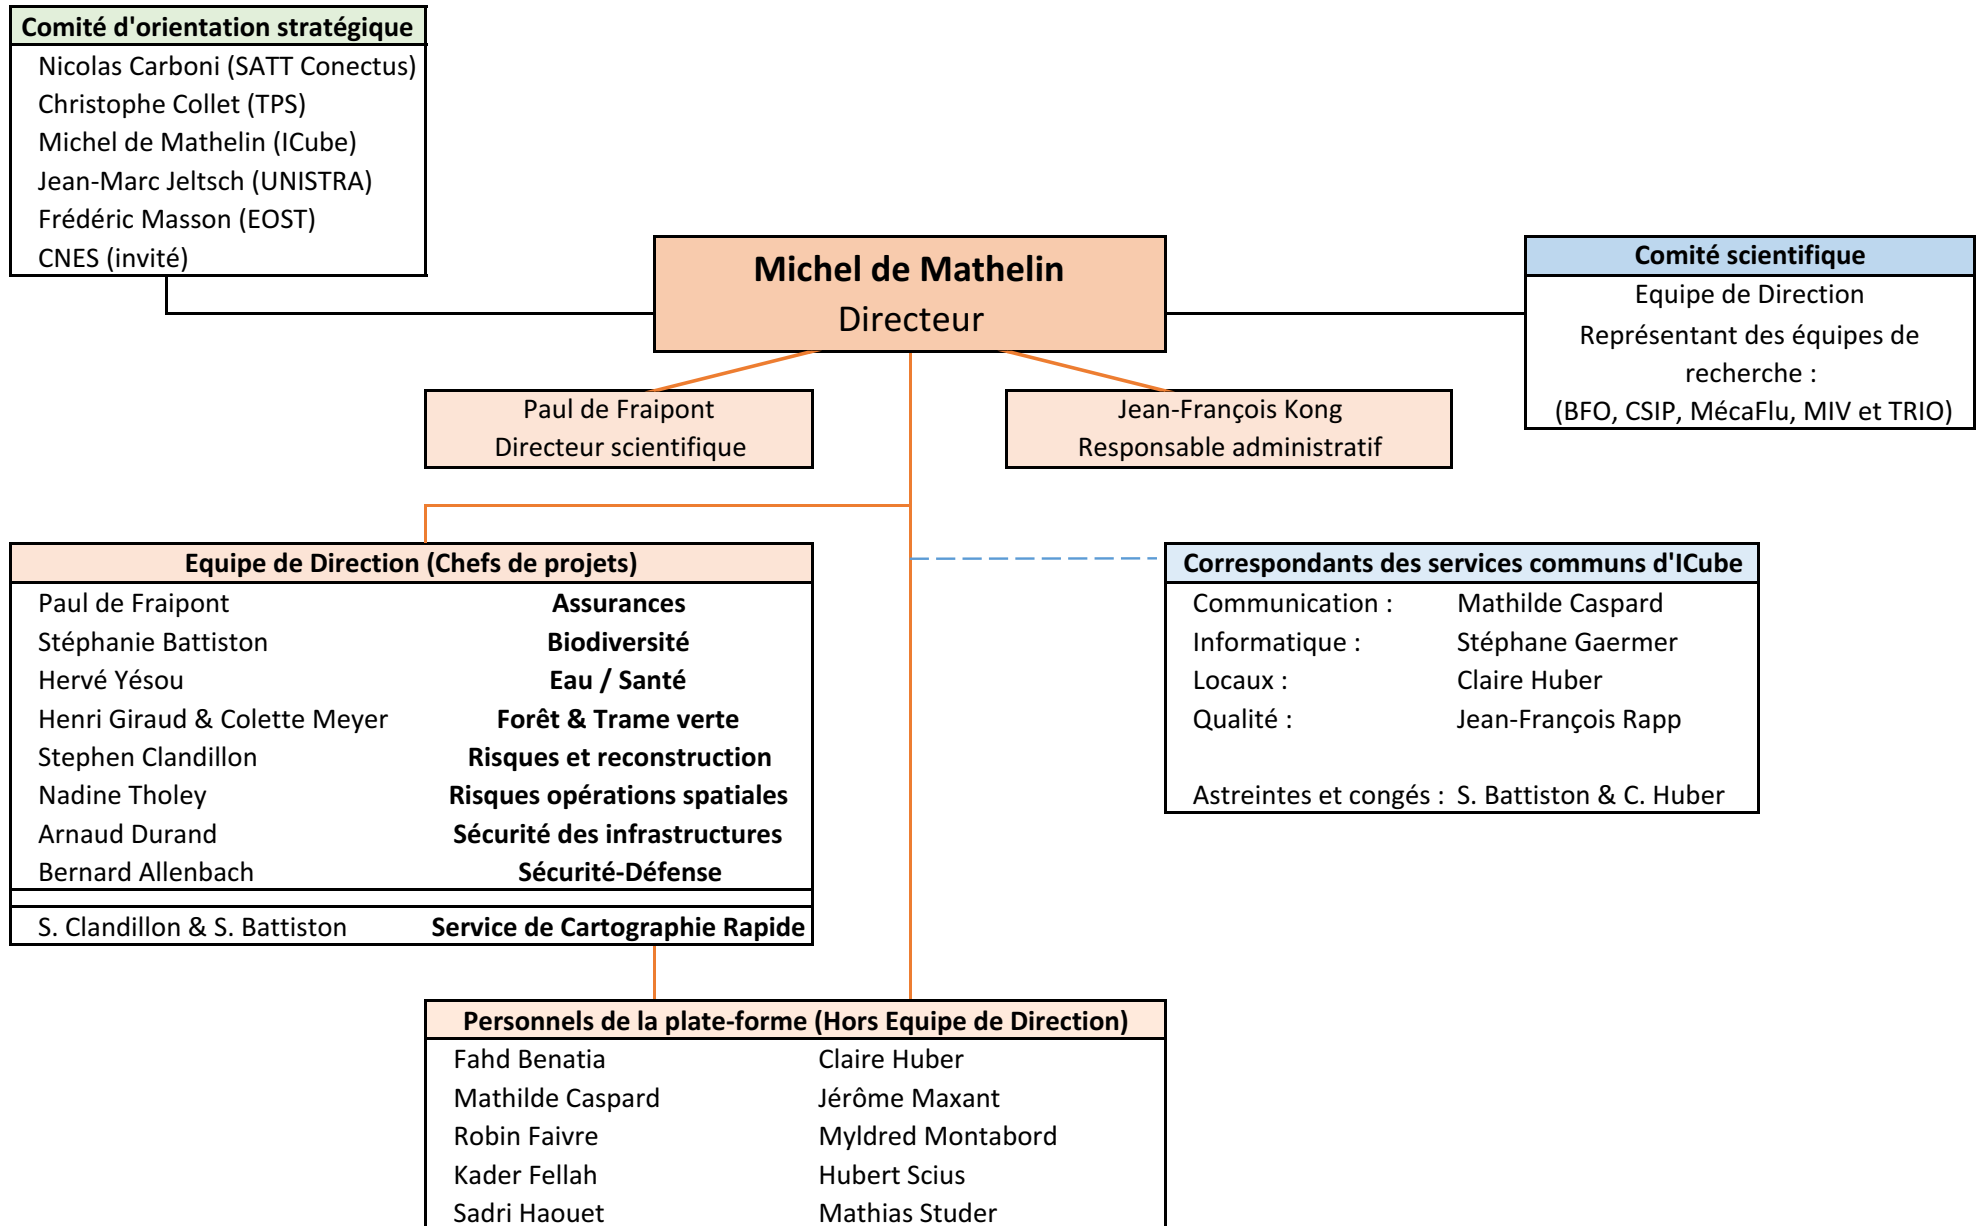 Comité d'orientation stratégique
Nicolas Carboni (SATT Conectus)
Christophe Collet (TPS)
Michel de Mathelin (ICube)
Jean-Marc Jeltsch (UNISTRA)
Frédéric Masson (EOST)
CNES (invité)
Michel de Mathelin
Directeur
Comité scientifique
Equipe de Direction
Représentant des équipes de
recherche :
(BFO, CSIP, MécaFlu, MIV et TRIO)
Paul de Fraipont
Directeur scientifique
Jean-François Kong
Responsable administratif
Equipe de Direction (Chefs de projets)
Paul de Fraipont Assurances
Stéphanie Battiston Biodiversité
Hervé Yésou Eau / Santé
Henri Giraud & Colette Meyer Forêt & Trame verte
Stephen Clandillon Risques et reconstruction
Nadine Tholey Risques opérations spatiales
Arnaud Durand Sécurité des infrastructures
Bernard Allenbach Sécurité-Défense
S. Clandillon & S. Battiston Service de Cartographie Rapide
Correspondants des services communs d'ICube
Communication : Mathilde Caspard
Informatique : Stéphane Gaermer
Locaux : Claire Huber
Qualité : Jean-François Rapp
Astreintes et congés : S. Battiston & C. Huber
Personnels de la plate-forme (Hors Equipe de Direction)
Fahd Benatia Claire Huber
Mathilde Caspard Jérôme Maxant
Robin Faivre Myldred Montabord
Kader Fellah Hubert Scius
Sadri Haouet Mathias Studer